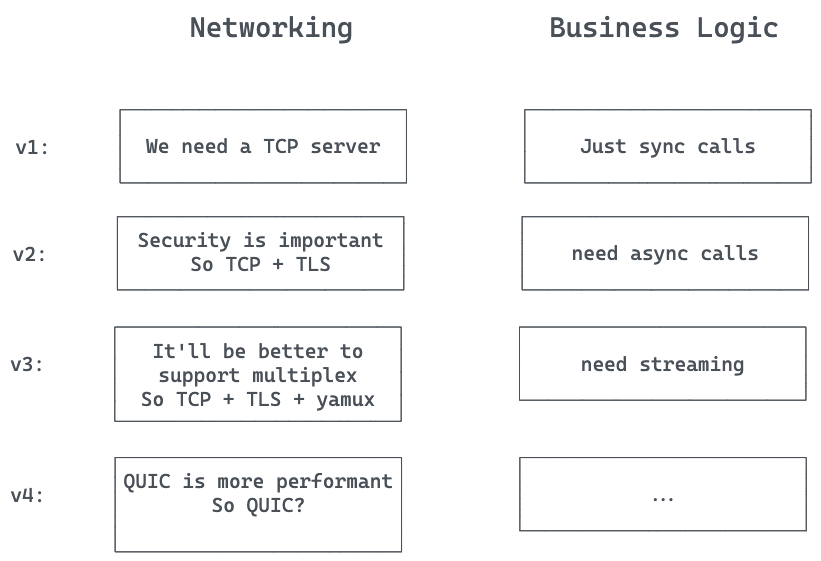 Networking
Business Logic
v1:
We need a TCP server
Just sync calls
v2:
Security is important
So TCP + TLS
need async calls
v3:
It'll be better to
support multiplex
So TCP + TLS + yamux
need streaming
v4:
QUIC is more performant
So QUIC?
...